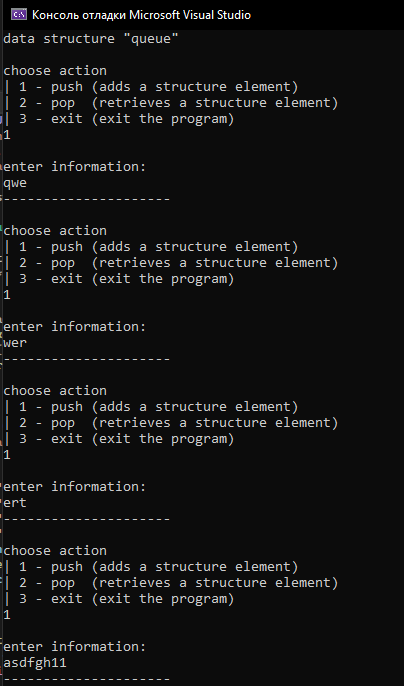 Консоль отладки Microsoft Visual Studio
data structure "queue"
choose action
| 1 - push (adds a structure element)
| 2 - pop  (retrieves a structure element)
| 3 - exit (exit the program)
1
enter information:
qwe
---------------------
choose action
| 1 - push (adds a structure element)
| 2 - pop  (retrieves a structure element)
| 3 - exit (exit the program)
1
enter information:
wer
---------------------
choose action
| 1 - push (adds a structure element)
| 2 - pop  (retrieves a structure element)
| 3 - exit (exit the program)
1
enter information:
ert
---------------------
choose action
| 1 - push (adds a structure element)
| 2 - pop  (retrieves a structure element)
| 3 - exit (exit the program)
1
enter information:
asdfgh11
---------------------